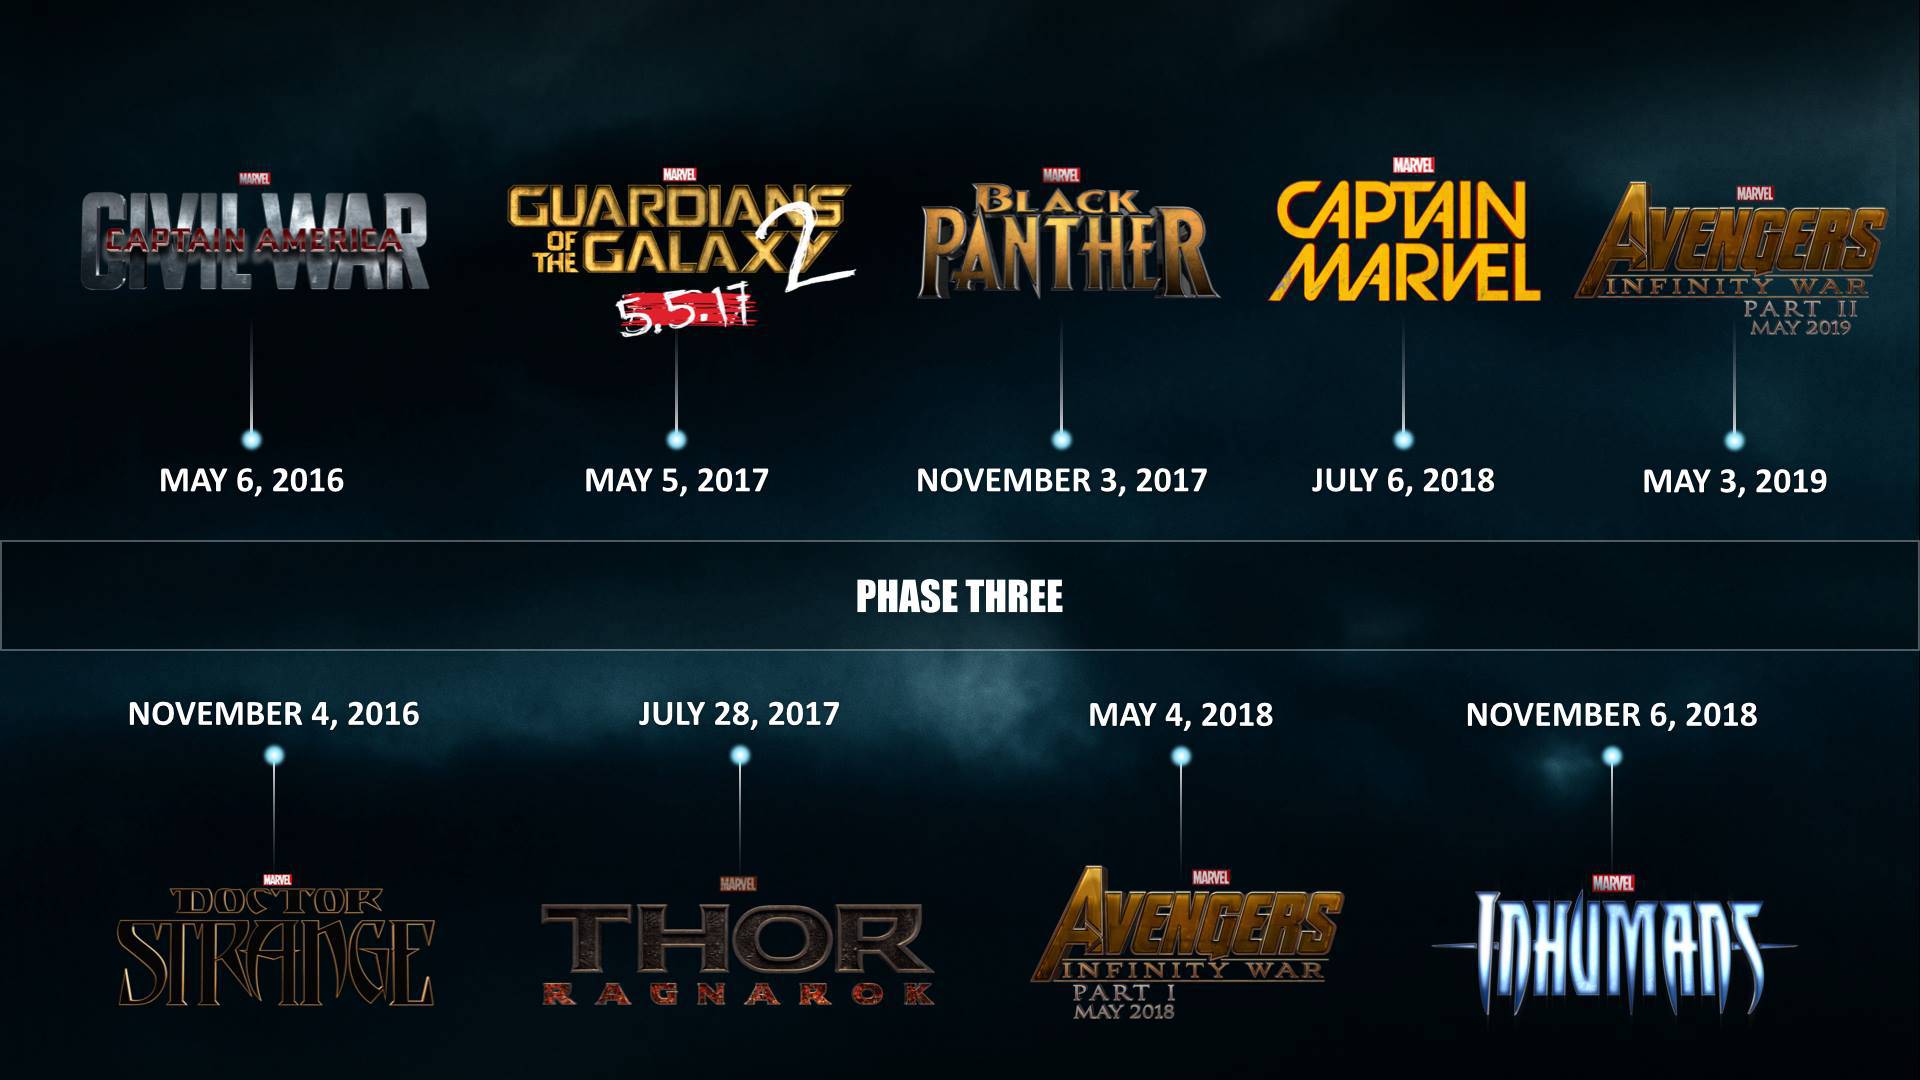 MARVEL
CIVIL WAR
CAPTAIN AMERICA
MAY 6, 2016
MARVEL
GUARDIANS
OF THE GALAXY 2
5.5.17
MAY 5, 2017
MARVEL
BLACK
PANTHER
NOVEMBER 3, 2017
MARVEL
CAPTAIN
MARVEL
JULY 6, 2018
MARVEL
AVENGERS
INFINITY WAR
PART II
MAY 2019
MAY 3, 2019
PHASE THREE
NOVEMBER 4, 2016
MARVEL
DOCTOR
STRANGE
JULY 28, 2017
MARVEL
THOR
RAGNAROK
MAY 4, 2018
MARVEL
AVENGERS
INFINITY WAR
PART I
MAY 2018
NOVEMBER 6, 2018
MARVEL
INHUMANS